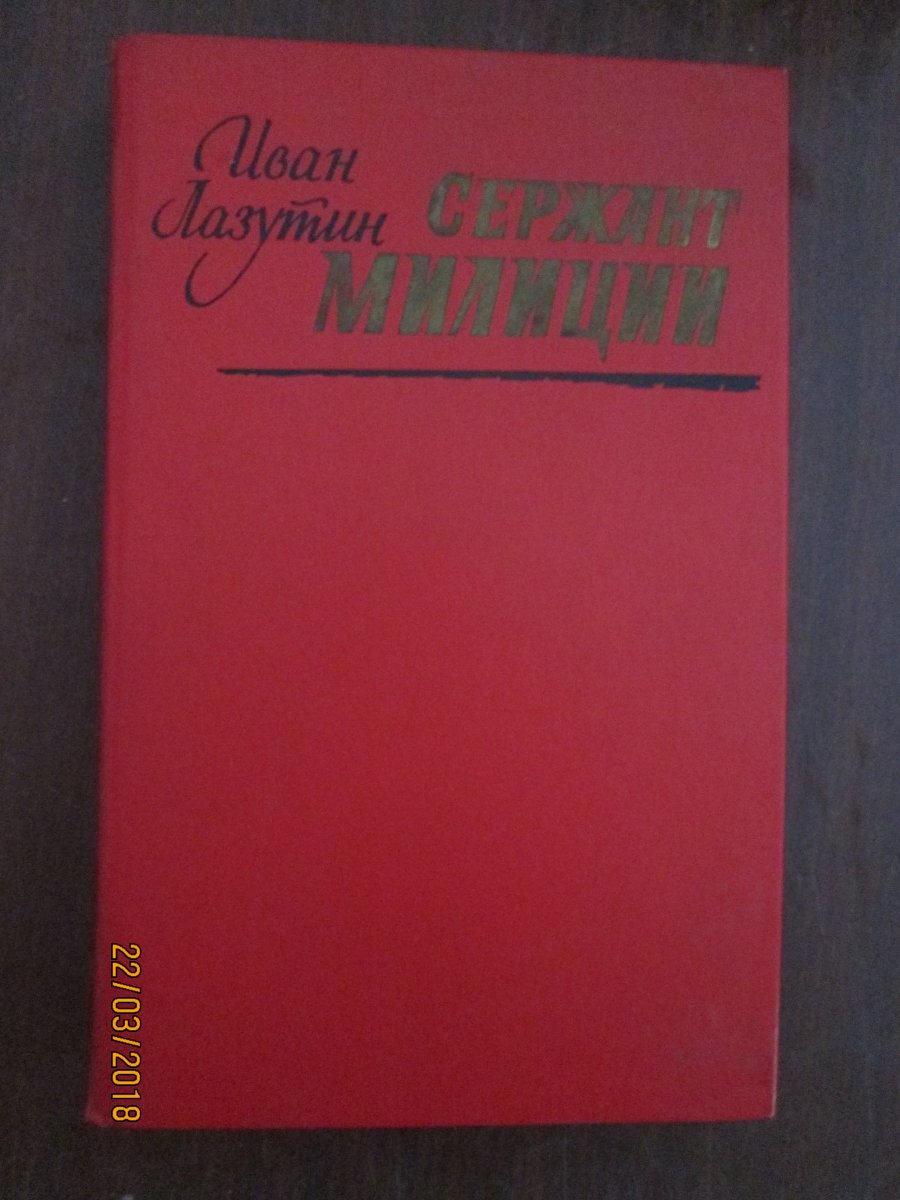 Иван
Лазутин
СЕРЖАНТ
МИЛИЦИИ
22/03/2018